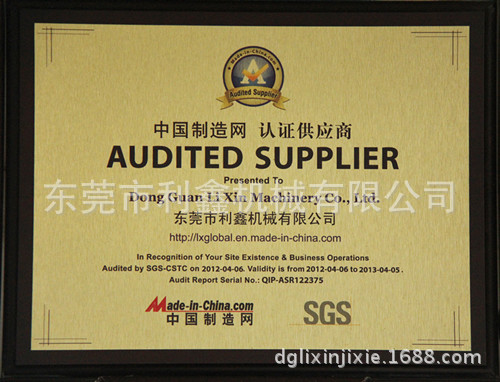 Made-in-China.com
Audited Supplier
中国制造网 认证供应商
AUDITED SUPPLIER
Presented To
Dong Guan Li Xin Machinery Co., Ltd.
东莞市利鑫机械有限公司
东莞市利鑫机械有限公司
http://lxglobal.en.made-in-china.com
In Recognition of Your Site Existence & Business Operations
Audited by SGS-CSTC on 2012-04-06. Validity is from 2012-04-06 to 2013-04-05.
Audit Report Serial No.: QIP-ASR122375
Made-in-China.com
中国制造网
SGS
dglixinjixie.1688.com